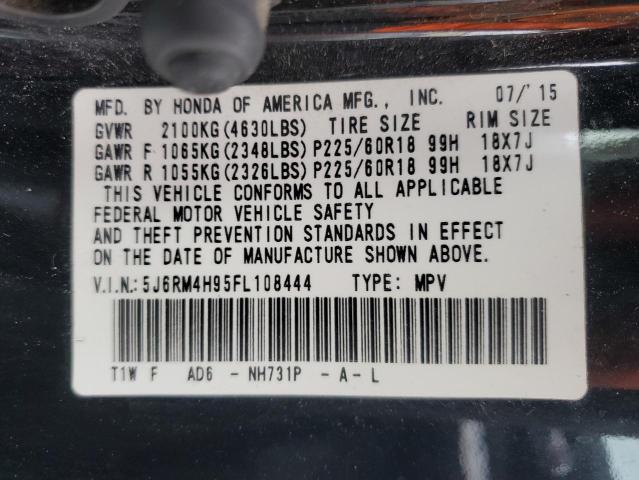 MFD. BY HONDA OF AMERICA MFG., INC. 07/'15
GVWR 2100KG(4630LBS) TIRE SIZE RIM SIZE
GAWR F 1065KG(2348LBS) P225/60R18 99H 18X7J
GAWR R 1055KG(2326LBS) P225/60R18 99H 18X7J
THIS VEHICLE CONFORMS TO ALL APPLICABLE
FEDERAL MOTOR VEHICLE SAFETY
AND THEFT PREVENTION STANDARDS IN EFFECT
ON THE DATE OF MANUFACTURE SHOWN ABOVE.
V.I.N.:5J6RM4H95FL108444 TYPE: MPV
T1W F AD6 - NH731P - A - L